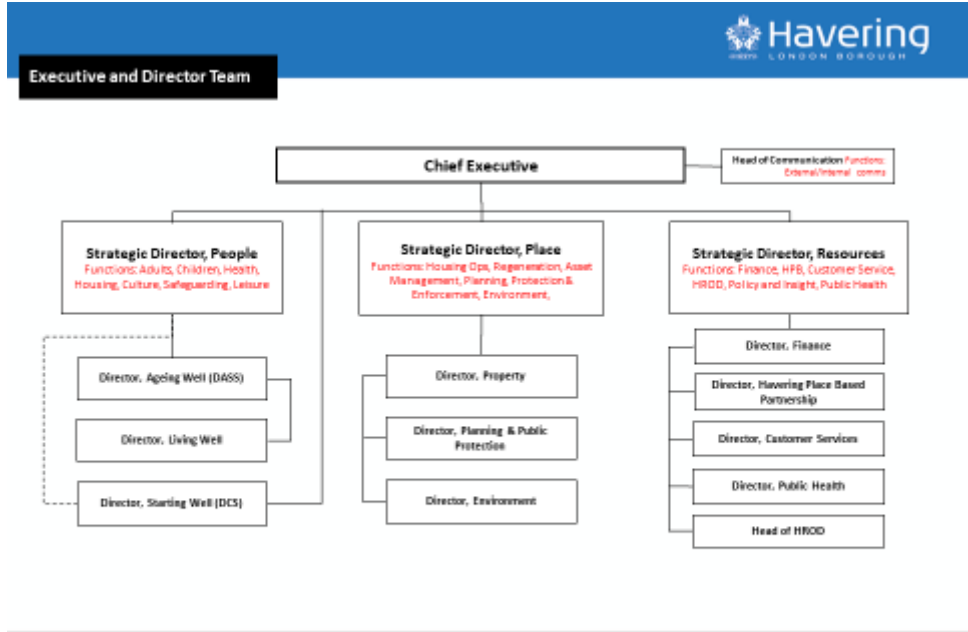 Havering
LONDON BOROUGH
Executive and Director Team
Chief Executive
Head of Communication Functions:
External/Internal comms
Strategic Director, People
Functions: Adults, Children, Health,
Housing, Culture, Safeguarding, Leisure
Strategic Director, Place
Functions: Housing Ops, Regeneration, Asset
Management, Planning, Protection &
Enforcement, Environment,
Strategic Director, Resources
Functions: Finance, HPB, Customer Service,
HROD, Policy and Insight, Public Health
Director, Ageing Well (DASS)
Director, Living Well
Director, Starting Well (DCS)
Director, Property
Director, Planning & Public
Protection
Director, Environment
Director, Finance
Director, Havering Place Based
Partnership
Director, Customer Services
Director, Public Health
Head of HROD